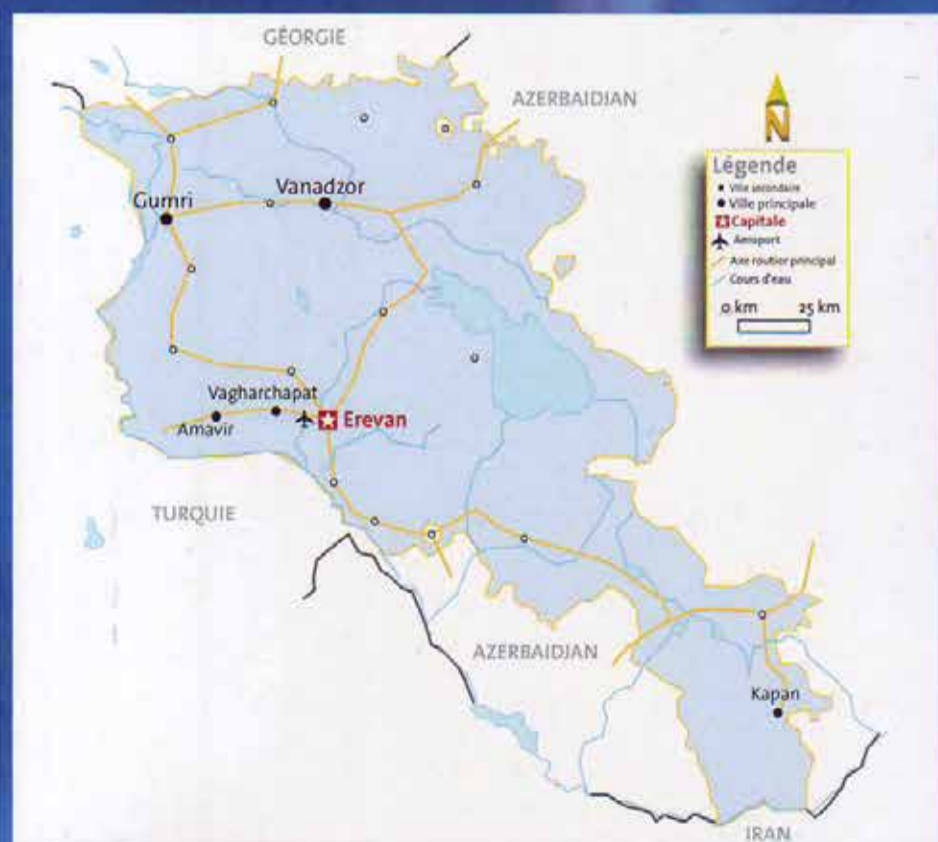 GÉORGIE
AZERBAIDJAN
N
Légende
Ville secondaire
Ville principale
Capitale
Aeroport
Axe routier principal
Cours d'eau
0 km 25 km
Gumri
Vanadzor
Vagharchapat
Amavir
Erevan
TURQUIE
AZERBAIDJAN
Kapan
IRAN